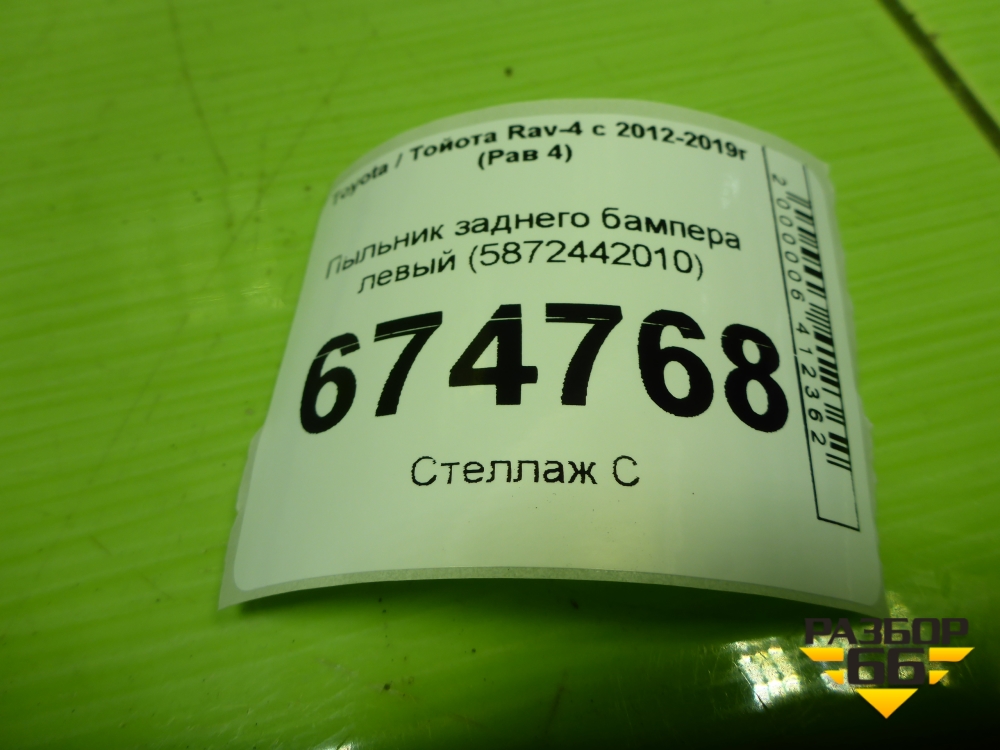 Toyota / Тойота Rav-4 с 2012-2019г
(Рав 4)
Пыльник заднего бампера
левый (5872442010)
674768
Стеллаж С
2000006412362
РАЗБОР
66